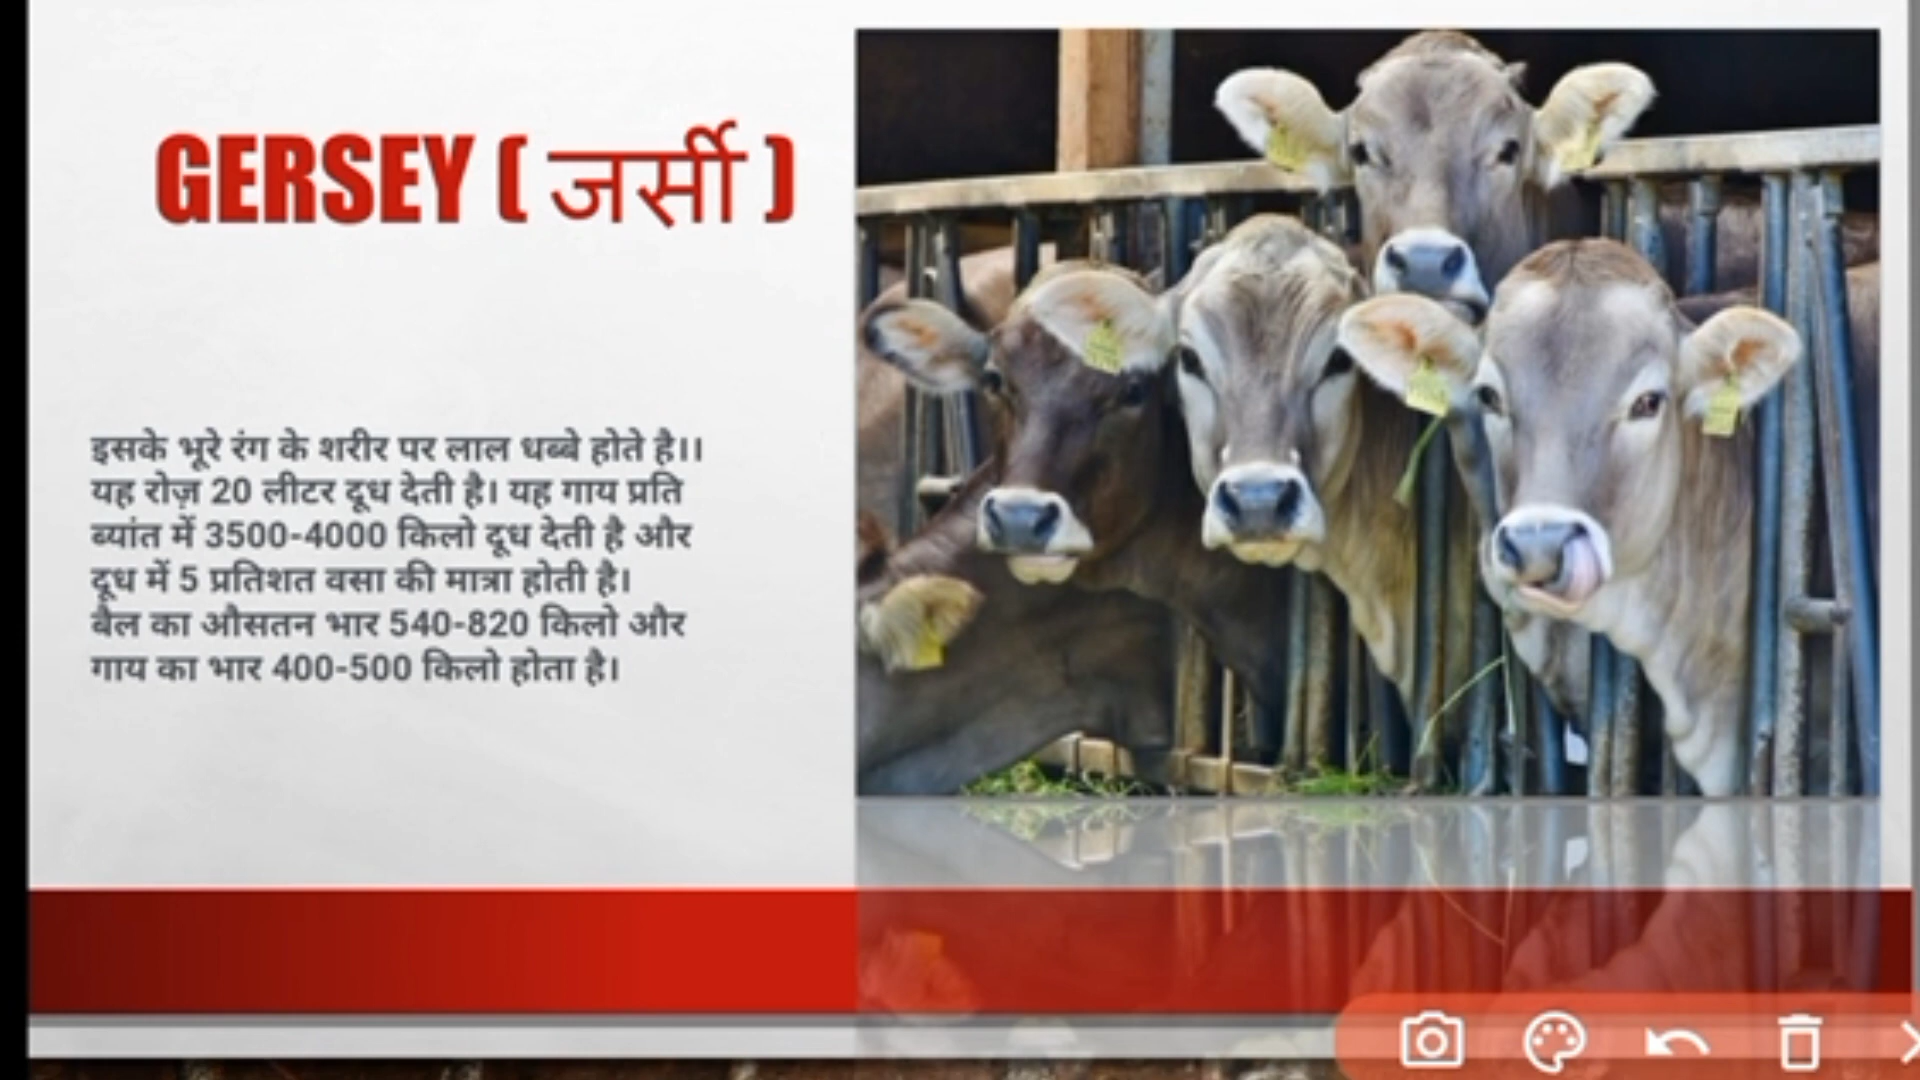 GERSEY ( जर्सी )
इसके भूरे रंग के शरीर पर लाल धब्बे होते है।।
यह रोज़ 20 लीटर दूध देती है। यह गाय प्रति
ब्यांत में 3500-4000 किलो दूध देती है और
दूध में 5 प्रतिशत वसा की मात्रा होती है।
बैल का औसतन भार 540-820 किलो और
गाय का भार 400-500 किलो होता है।